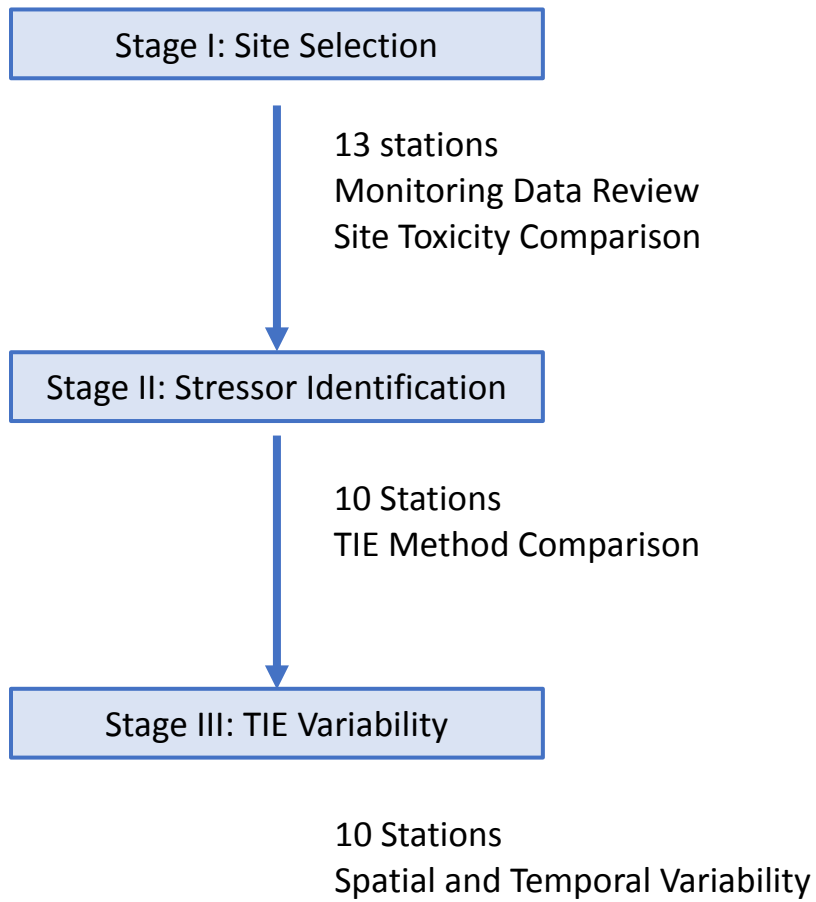 Stage I: Site Selection
13 stations
Monitoring Data Review
Site Toxicity Comparison
Stage II: Stressor Identification
10 Stations
TIE Method Comparison
Stage III: TIE Variability
10 Stations
Spatial and Temporal Variability